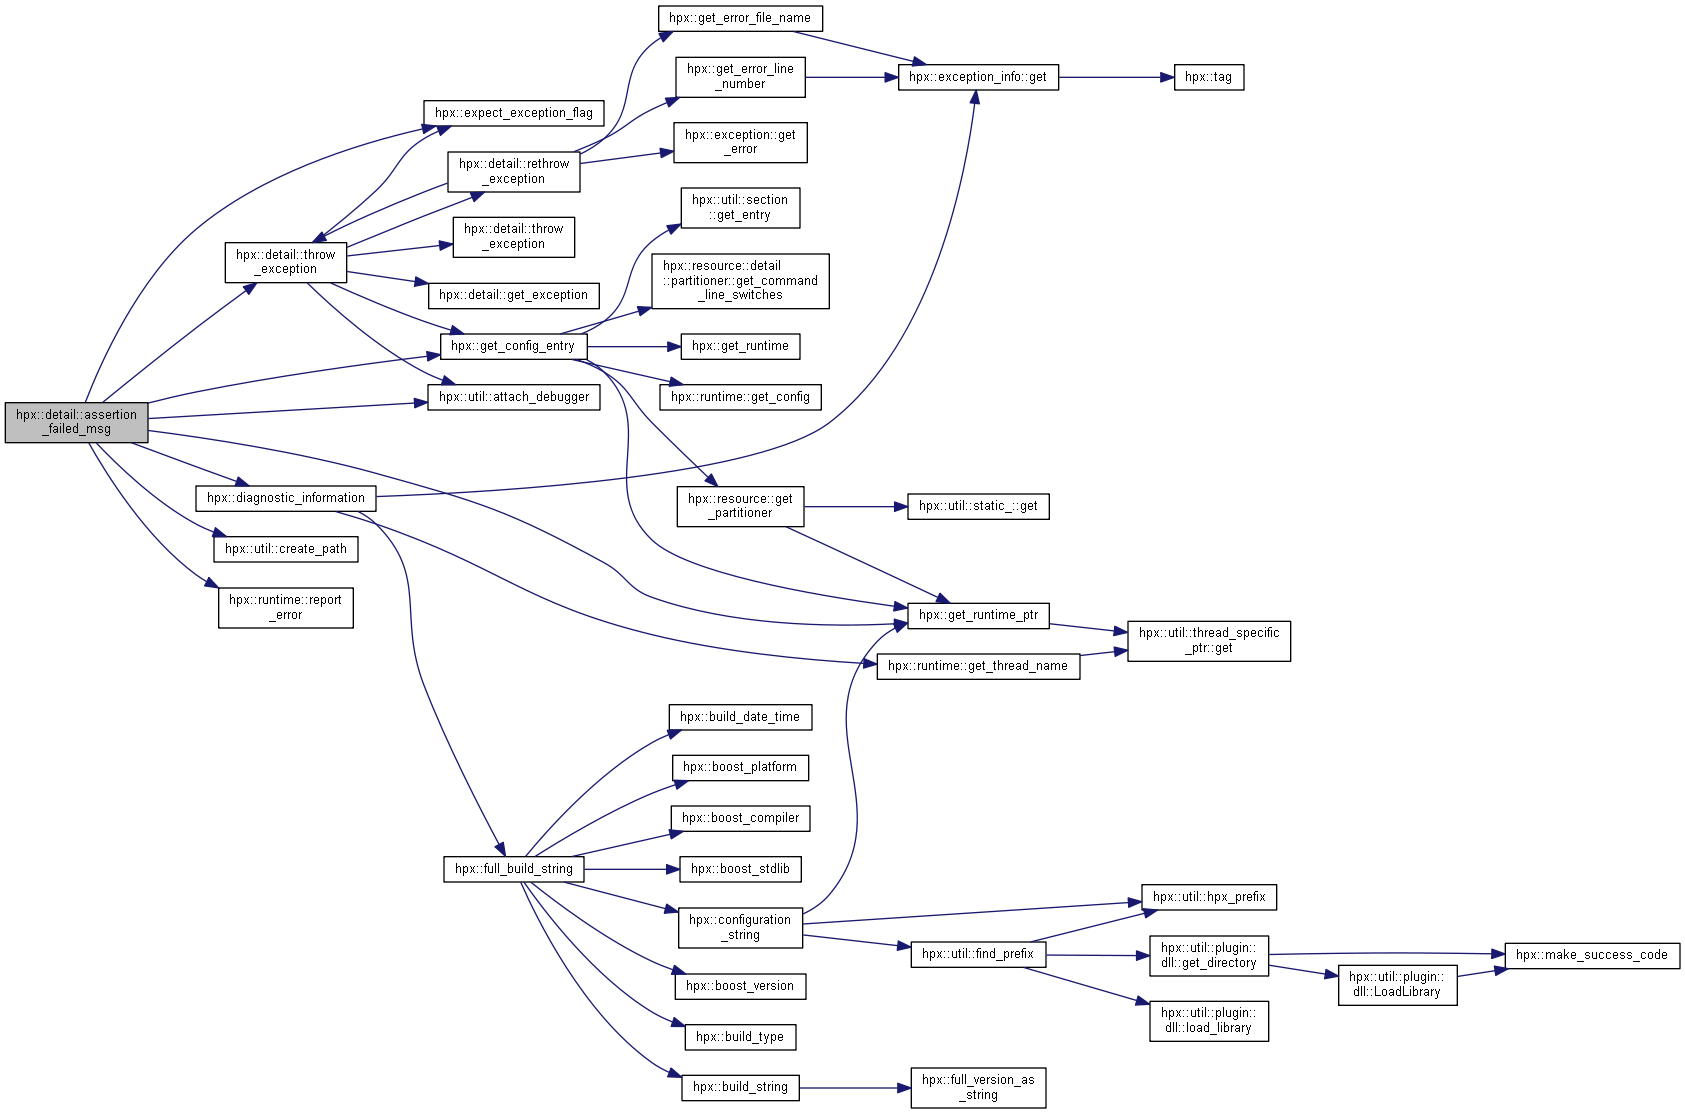 hpx::detail::assertion
_failed_msg
hpx::expect_exception_flag
hpx::detail::throw
_exception
hpx::detail::rethrow
_exception
hpx::detail::throw
_exception
hpx::detail::get_exception
hpx::get_config_entry
hpx::util::attach_debugger
hpx::diagnostic_information
hpx::util::create_path
hpx::runtime::report
_error
hpx::get_error_file_name
hpx::get_error_line
_number
hpx::exception::get
_error
hpx::exception_info::get
hpx::tag
hpx::util::section
::get_entry
hpx::resource::detail
::partitioner::get_command
_line_switches
hpx::get_runtime
hpx::runtime::get_config
hpx::resource::get
_partitioner
hpx::util::static_::get
hpx::get_runtime_ptr
hpx::util::thread_specific
_ptr::get
hpx::runtime::get_thread_name
hpx::full_build_string
hpx::build_date_time
hpx::boost_platform
hpx::boost_compiler
hpx::boost_stdlib
hpx::configuration
_string
hpx::boost_version
hpx::build_type
hpx::build_string
hpx::full_version_as
_string
hpx::util::hpx_prefix
hpx::util::find_prefix
hpx::util::plugin::
dll::get_directory
hpx::util::plugin::
dll::LoadLibrary
hpx::make_success_code
hpx::util::plugin::
dll::load_library